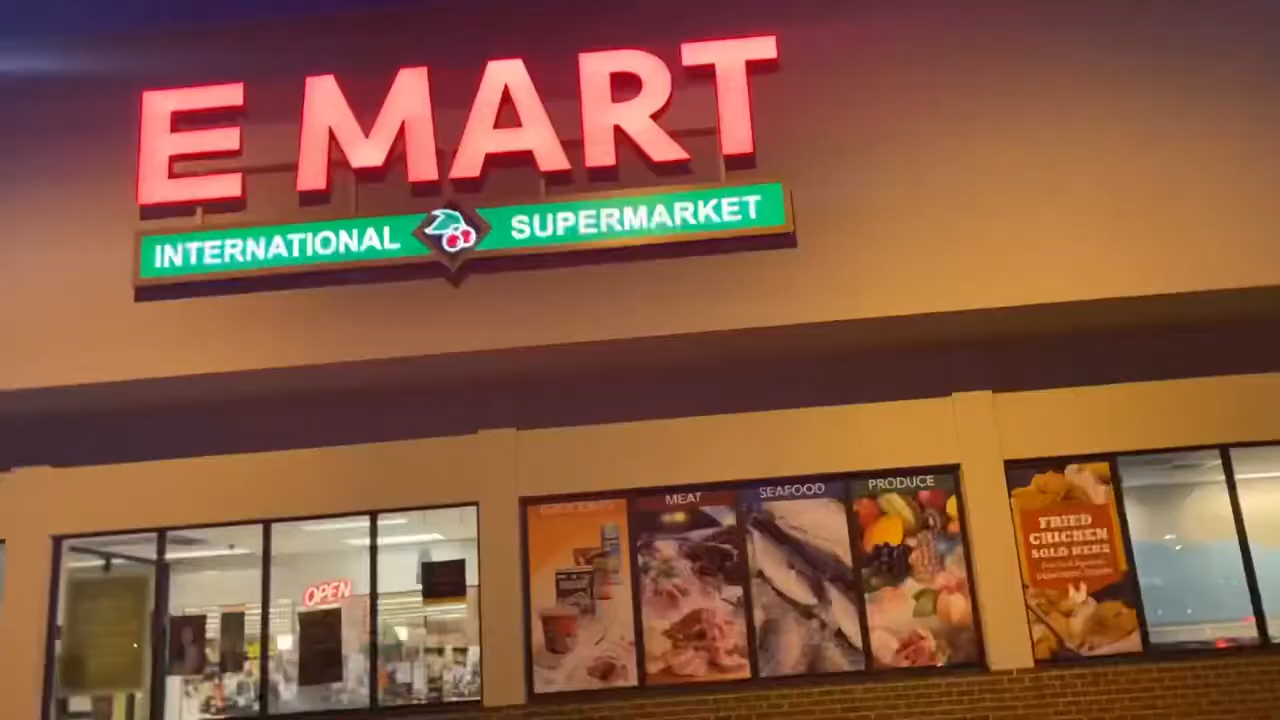 E MART
INTERNATIONAL SUPERMARKET
OPEN
MEAT
SEAFOOD
PRODUCE
FRIED
CHICKEN
SOLD HERE